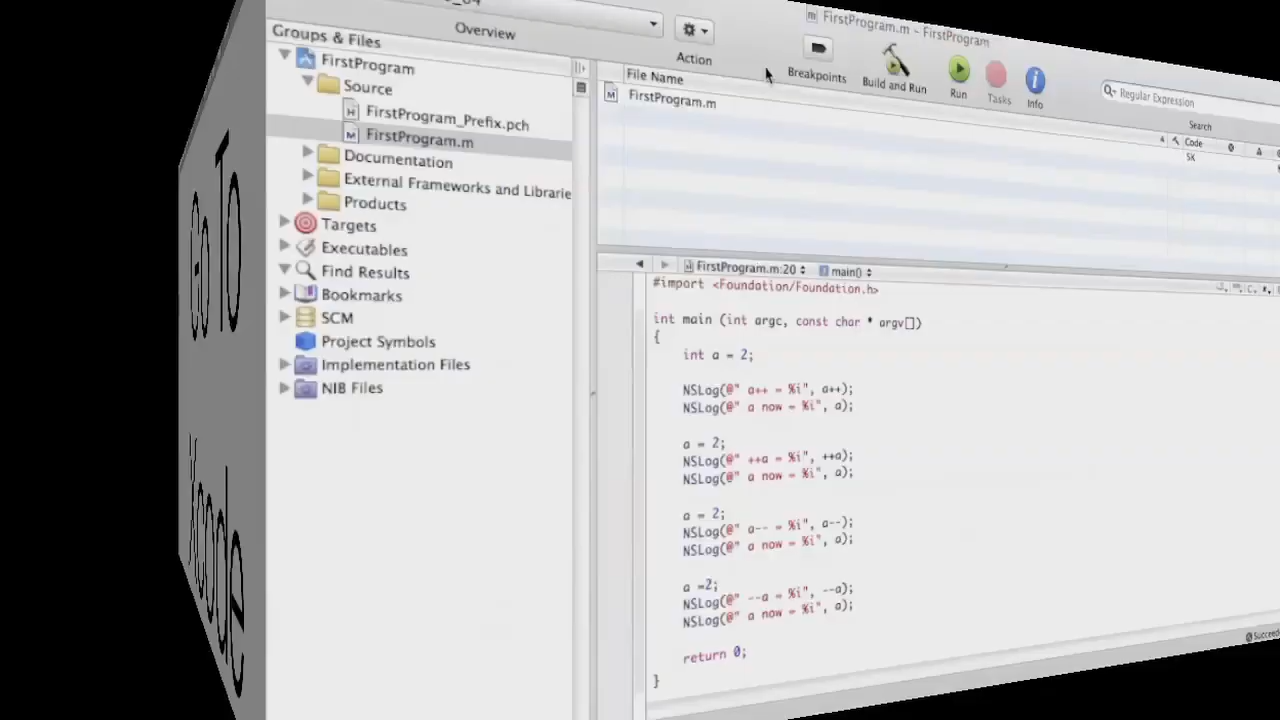 Go To
Xcode
Overview
Action
FirstProgram.m - FirstProgram
Breakpoints
Build and Run
Run
Tasks
Info
Regular Expression
Search
Groups & Files
FirstProgram
Source
FirstProgram_Prefix.pch
FirstProgram.m
Documentation
External Frameworks and Librarie
Products
Targets
Executables
Find Results
Bookmarks
SCM
Project Symbols
Implementation Files
NIB Files
File Name
Code
FirstProgram.m
5K
FirstProgram.m:20 main()
#import <Foundation/Foundation.h>
int main (int argc, const char * argv[])
{
int a = 2;
NSLog(@" a++ = %i", a++);
NSLog(@" a now = %i", a);
a = 2;
NSLog(@" ++a = %i", ++a);
NSLog(@" a now = %i", a);
a = 2;
NSLog(@" a-- = %i", a--);
NSLog(@" a now = %i", a);
a =2;
NSLog(@" --a = %i", --a);
NSLog(@" a now = %i", a);
return 0;
}